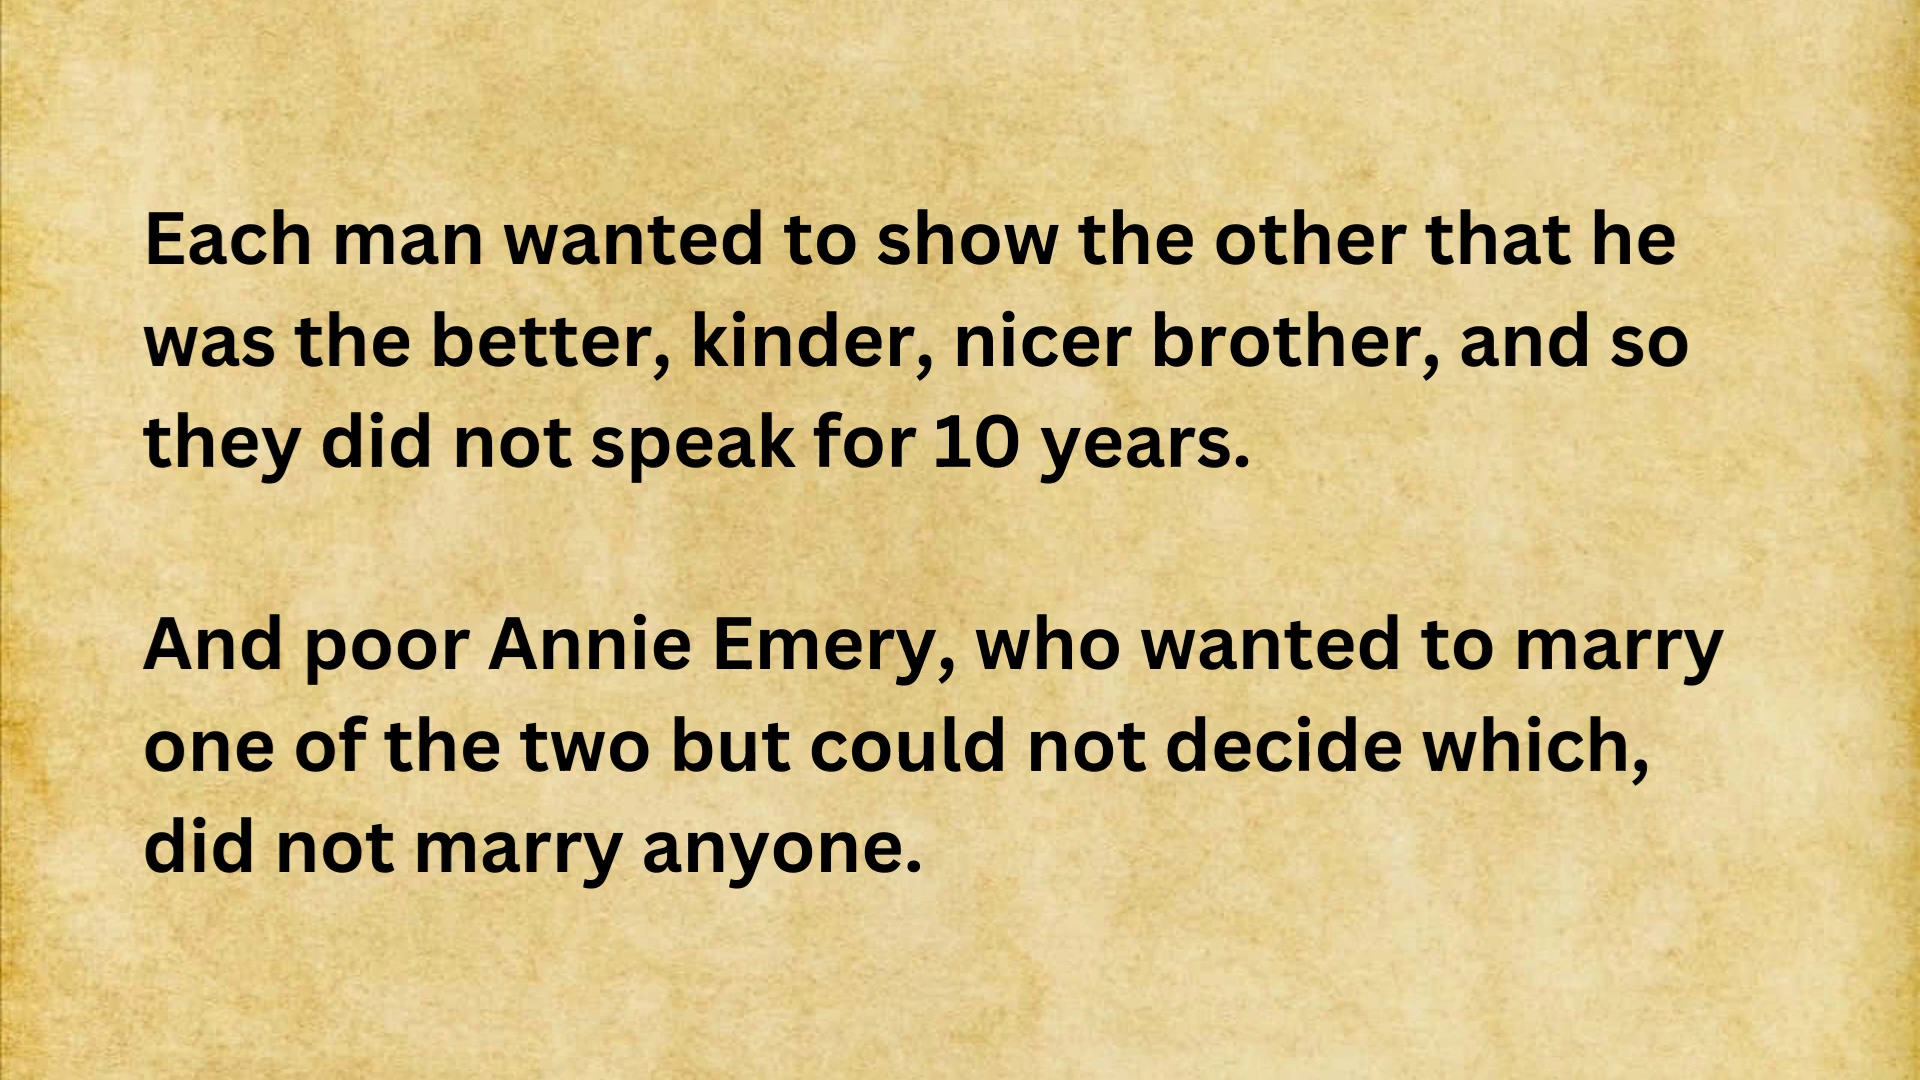 Each man wanted to show the other that he
was the better, kinder, nicer brother, and so
they did not speak for 10 years.
And poor Annie Emery, who wanted to marry
one of the two but could not decide which,
did not marry anyone.